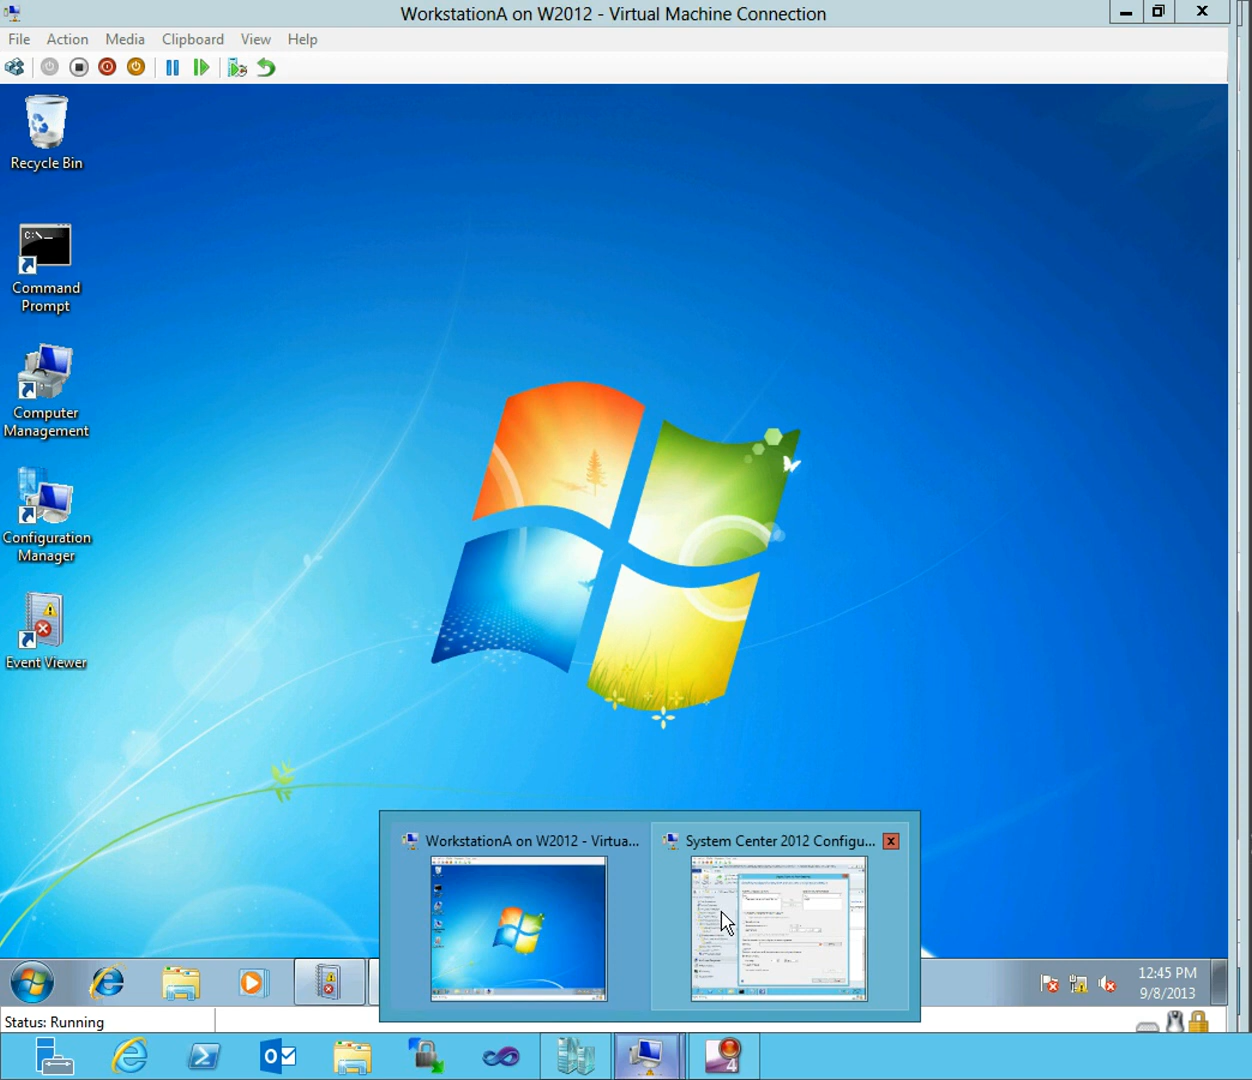 WorkstationA on W2012 - Virtual Machine Connection
File Action Media Clipboard View Help
Recycle Bin
C:\_
Command
Prompt
Computer
Management
Configuration
Manager
Event Viewer
WorkstationA on W2012 - Virtua...
System Center 2012 Configu...
x
12:45 PM
9/8/2013
Status: Running
4